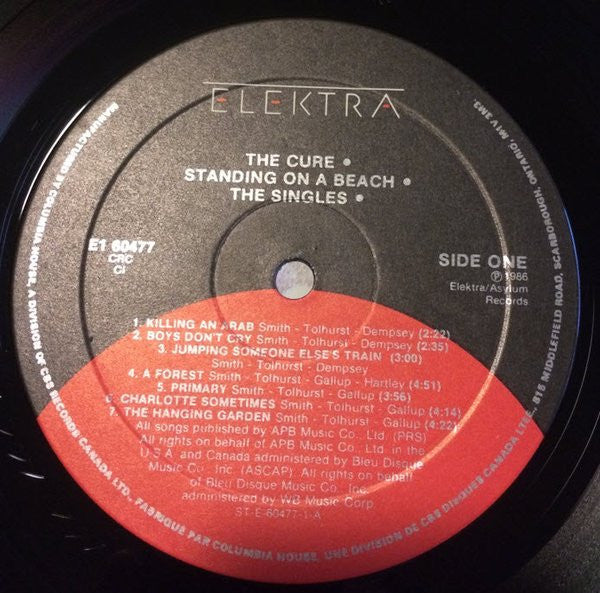 ELEKTRA
THE CURE •
STANDING ON A BEACH •
THE SINGLES •
E1 60477
CRC
CI
SIDE ONE
Ⓟ 1986
Elektra/Asylum
Records
1. KILLING AN ARAB Smith - Tolhurst - Dempsey (2:22)
2. BOYS DON'T CRY Smith - Tolhurst - Dempsey (2:35)
3. JUMPING SOMEONE ELSE'S TRAIN (3:00)
Smith - Tolhurst - Dempsey
4. A FOREST Smith - Tolhurst - Gallup - Hartley (4:51)
5. PRIMARY Smith - Tolhurst - Gallup (3:56)
6. CHARLOTTE SOMETIMES Smith - Tolhurst - Gallup (4:14)
7. THE HANGING GARDEN Smith - Tolhurst - Gallup (4:22)
All songs published by APB Music Co., Ltd. (PRS)
All rights on behalf of APB Music Co., Ltd. in the
U.S.A. and Canada administered by Bleu Disque
Music Co., Inc. (ASCAP). All rights on behalf
of Bleu Disque Music Co., Inc.
administered by WB Music Corp.
ST-E-60477-1-A
MANUFACTURED BY COLUMBIA HOUSE, A DIVISION OF CBS RECORDS CANADA LTD., FABRIQUÉ PAR COLUMBIA HOUSE, UNE DIVISION DE CBS DISQUES CANADA LTÉE., 815 MIDDLEFIELD ROAD, SCARBOROUGH, ONTARIO, M1V 3M3.